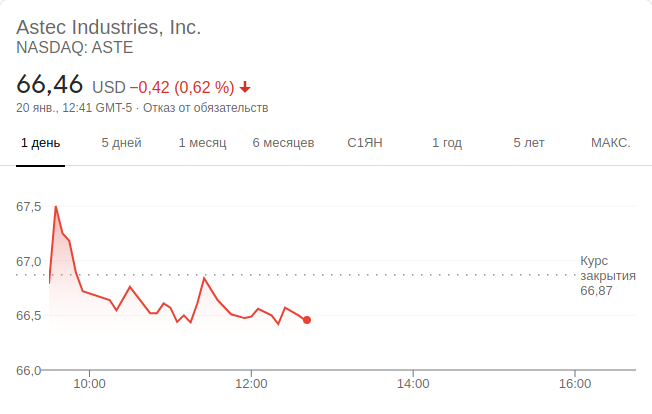 Astec Industries, Inc.
NASDAQ: ASTE
66,46 USD −0,42 (0,62 %)
20 янв., 12:41 GMT-5 · Отказ от обязательств
1 день 5 дней 1 месяц 6 месяцев С1ЯН 1 год 5 лет МАКС.
67,5
67,0
66,5
66,0
Курс
закрытия
66,87
10:00 12:00 14:00 16:00